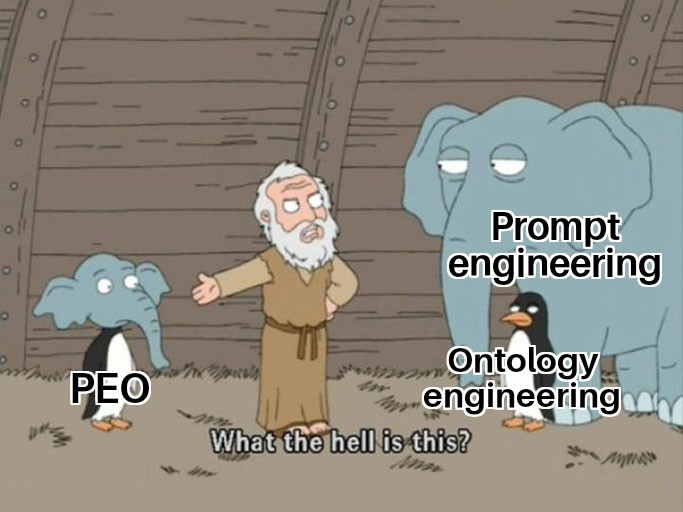 Prompt
engineering
Ontology
engineering
PEO
What the hell is this?